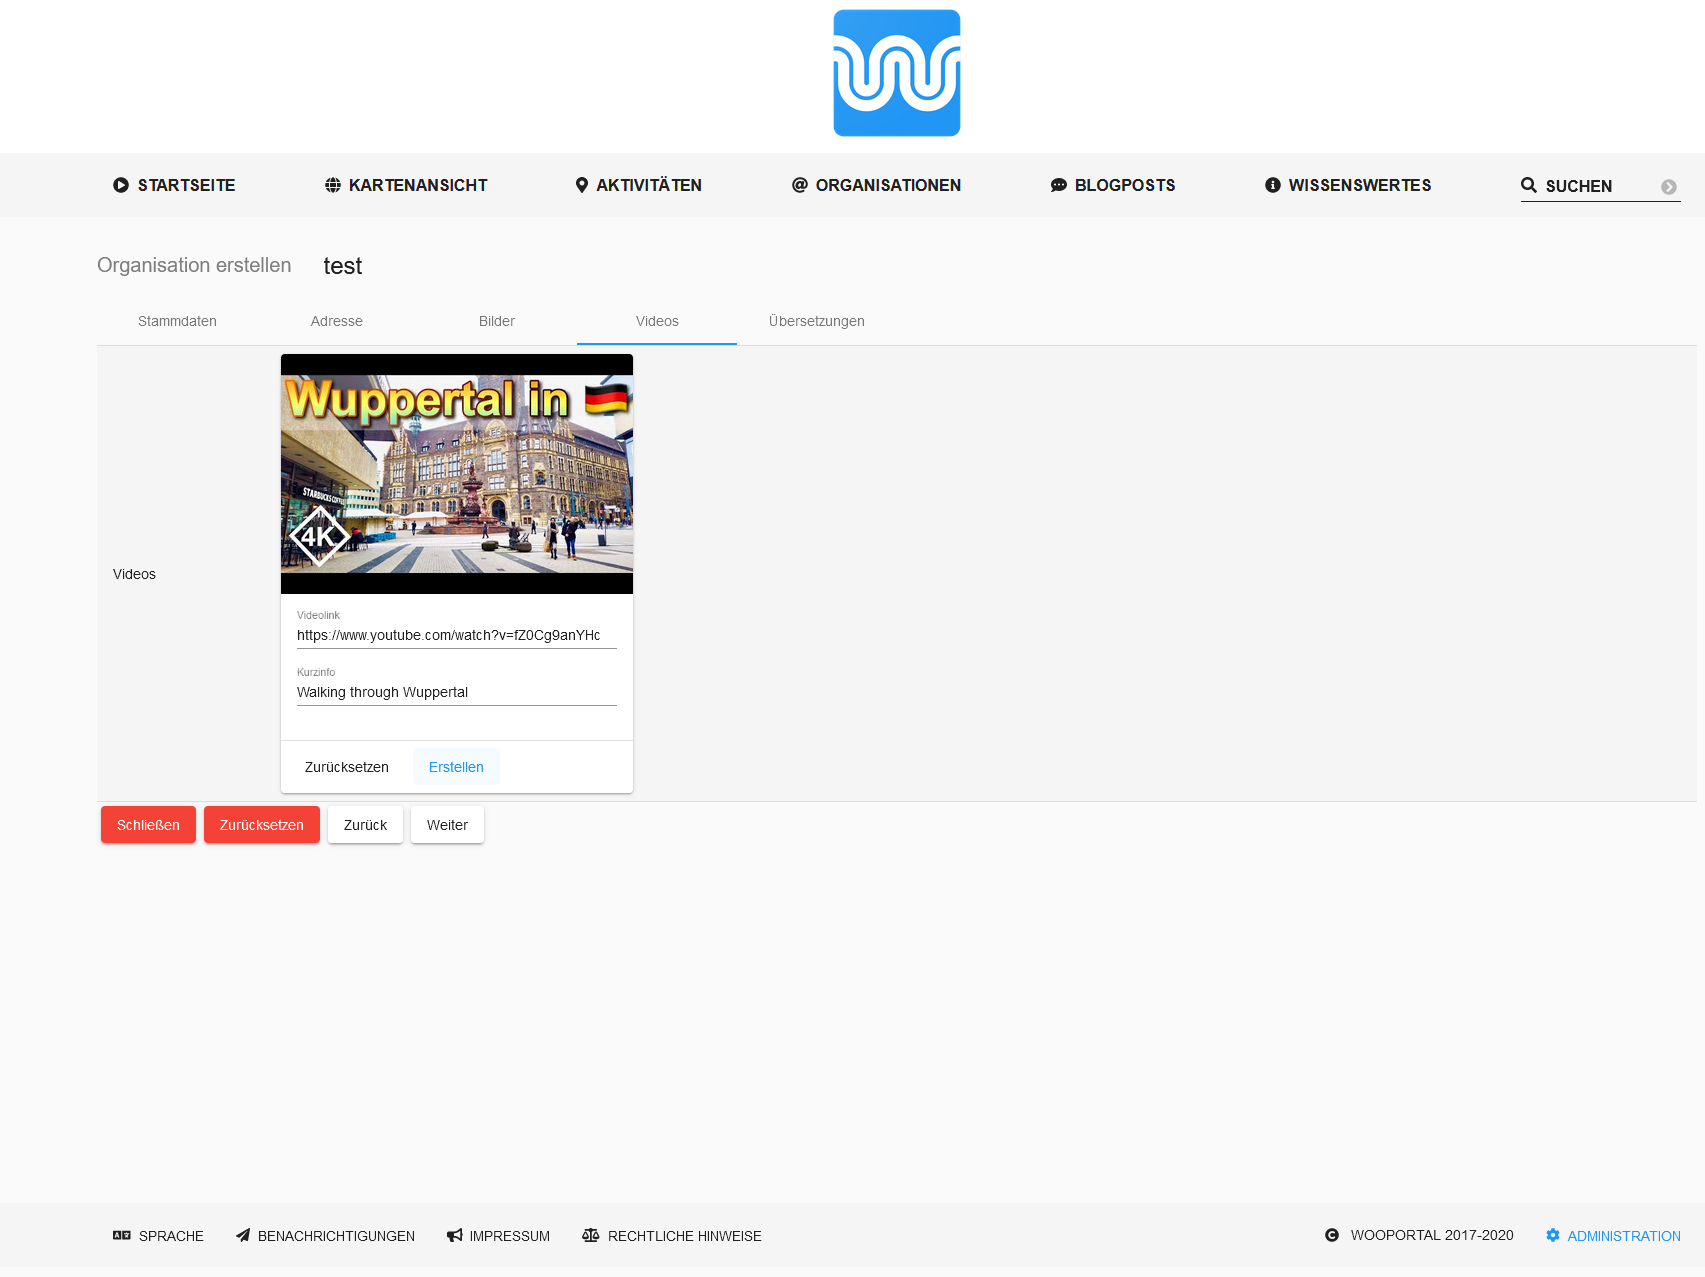 STARTSEITE KARTENANSICHT AKTIVITÄTEN @ ORGANISATIONEN BLOGPOSTS WISSENSWERTES SUCHEN
Organisation erstellen test
Stammdaten Adresse Bilder Videos Übersetzungen
Wuppertal in
STARBUCKS COFFEE
4K
Videos
Videolink
https://www.youtube.com/watch?v=fZ0Cg9anYHc
Kurzinfo
Walking through Wuppertal
Zurücksetzen Erstellen
Schließen Zurücksetzen Zurück Weiter
SPRACHE BENACHRICHTIGUNGEN IMPRESSUM RECHTLICHE HINWEISE © WOOPORTAL 2017-2020 ADMINISTRATION